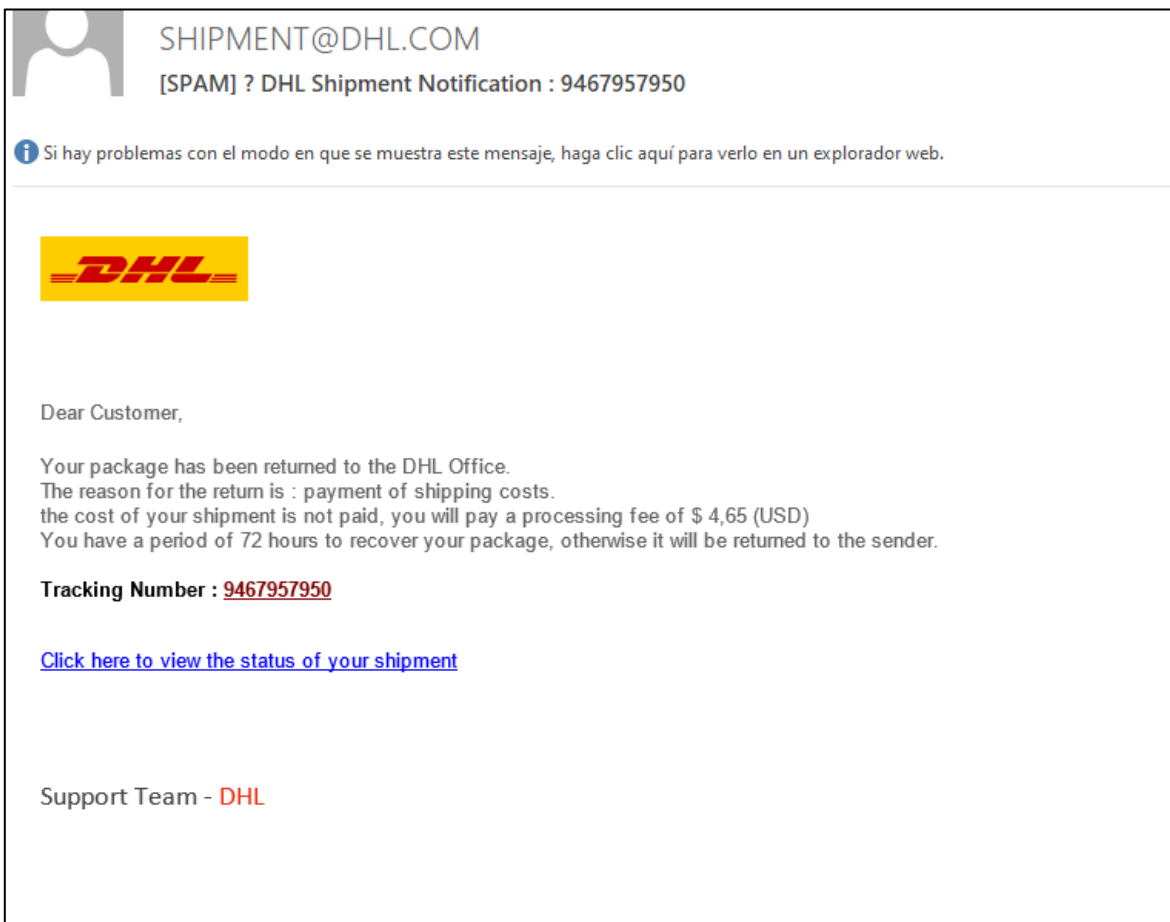 SHIPMENT@DHL.COM
[SPAM] ? DHL Shipment Notification : 9467957950
Si hay problemas con el modo en que se muestra este mensaje, haga clic aquí para verlo en un explorador web.
DHL
Dear Customer,
Your package has been returned to the DHL Office.
The reason for the return is : payment of shipping costs.
the cost of your shipment is not paid, you will pay a processing fee of $ 4,65 (USD)
You have a period of 72 hours to recover your package, otherwise it will be returned to the sender.
Tracking Number : 9467957950
Click here to view the status of your shipment
Support Team - DHL